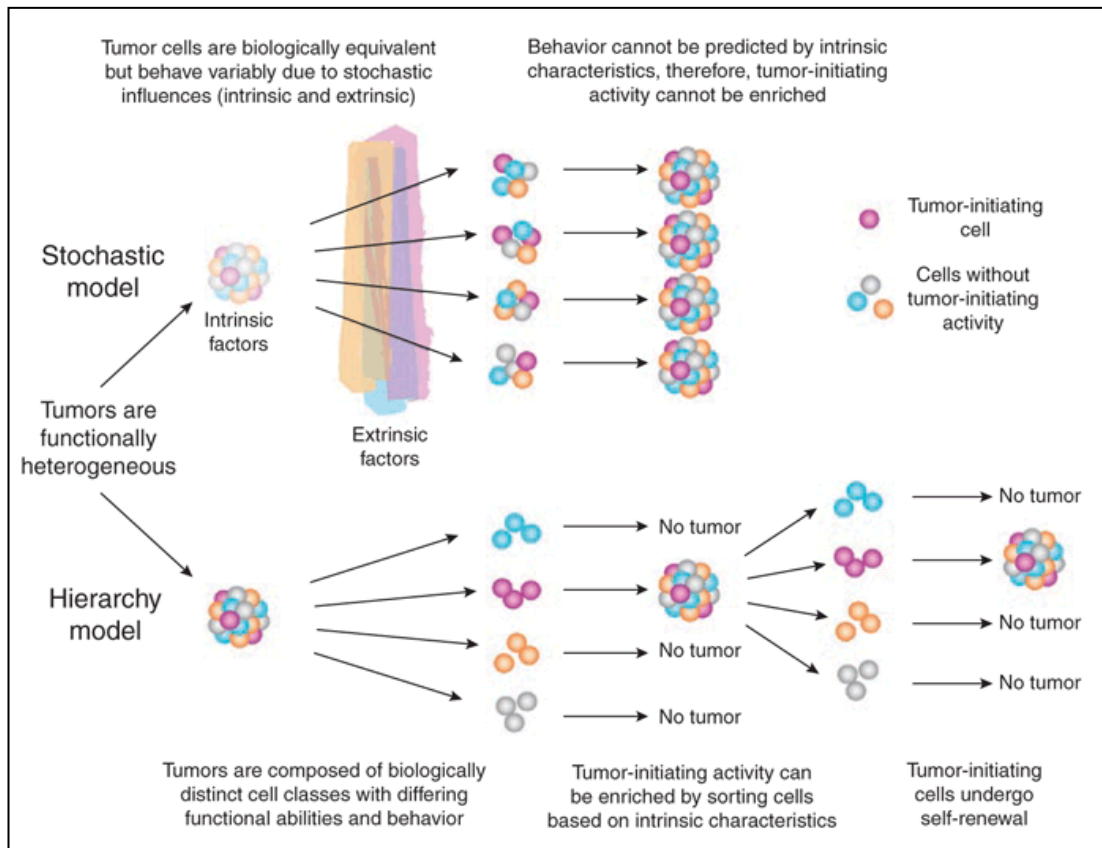 Tumor cells are biologically equivalent
but behave variably due to stochastic
influences (intrinsic and extrinsic)
Behavior cannot be predicted by intrinsic
characteristics, therefore, tumor-initiating
activity cannot be enriched
Stochastic
model
Intrinsic
factors
Extrinsic
factors
Tumor-initiating
cell
Cells without
tumor-initiating
activity
Tumors are
functionally
heterogeneous
Hierarchy
model
No tumor
No tumor
No tumor
No tumor
No tumor
No tumor
Tumors are composed of biologically
distinct cell classes with differing
functional abilities and behavior
Tumor-initiating activity can
be enriched by sorting cells
based on intrinsic characteristics
Tumor-initiating
cells undergo
self-renewal